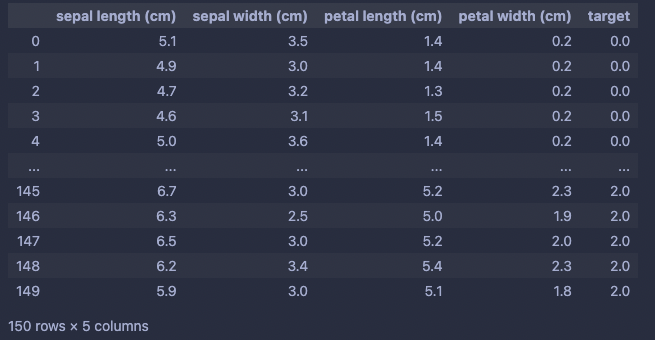 sepal length (cm) sepal width (cm) petal length (cm) petal width (cm) target
0 5.1 3.5 1.4 0.2 0.0
1 4.9 3.0 1.4 0.2 0.0
2 4.7 3.2 1.3 0.2 0.0
3 4.6 3.1 1.5 0.2 0.0
4 5.0 3.6 1.4 0.2 0.0
... ... ... ... ... ...
145 6.7 3.0 5.2 2.3 2.0
146 6.3 2.5 5.0 1.9 2.0
147 6.5 3.0 5.2 2.0 2.0
148 6.2 3.4 5.4 2.3 2.0
149 5.9 3.0 5.1 1.8 2.0
150 rows × 5 columns